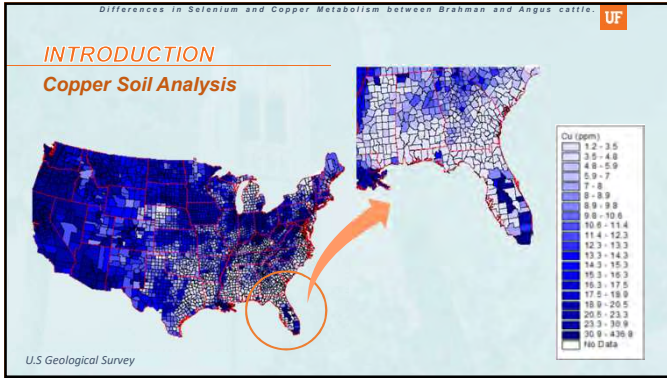 Differences in Selenium and Copper Metabolism between Brahman and Angus cattle.
UF
INTRODUCTION
Copper Soil Analysis
Cu (ppm)
1.2 - 3.5
3.5 - 4.8
4.8 - 5.9
5.9 - 7
7 - 8
8 - 8.9
8.9 - 9.8
9.8 - 10.6
10.6 - 11.4
11.4 - 12.3
12.3 - 13.3
13.3 - 14.3
14.3 - 15.3
15.3 - 16.3
16.3 - 17.5
17.5 - 18.9
18.9 - 20.5
20.5 - 23.3
23.3 - 30.9
30.9 - 436.8
No Data
U.S Geological Survey